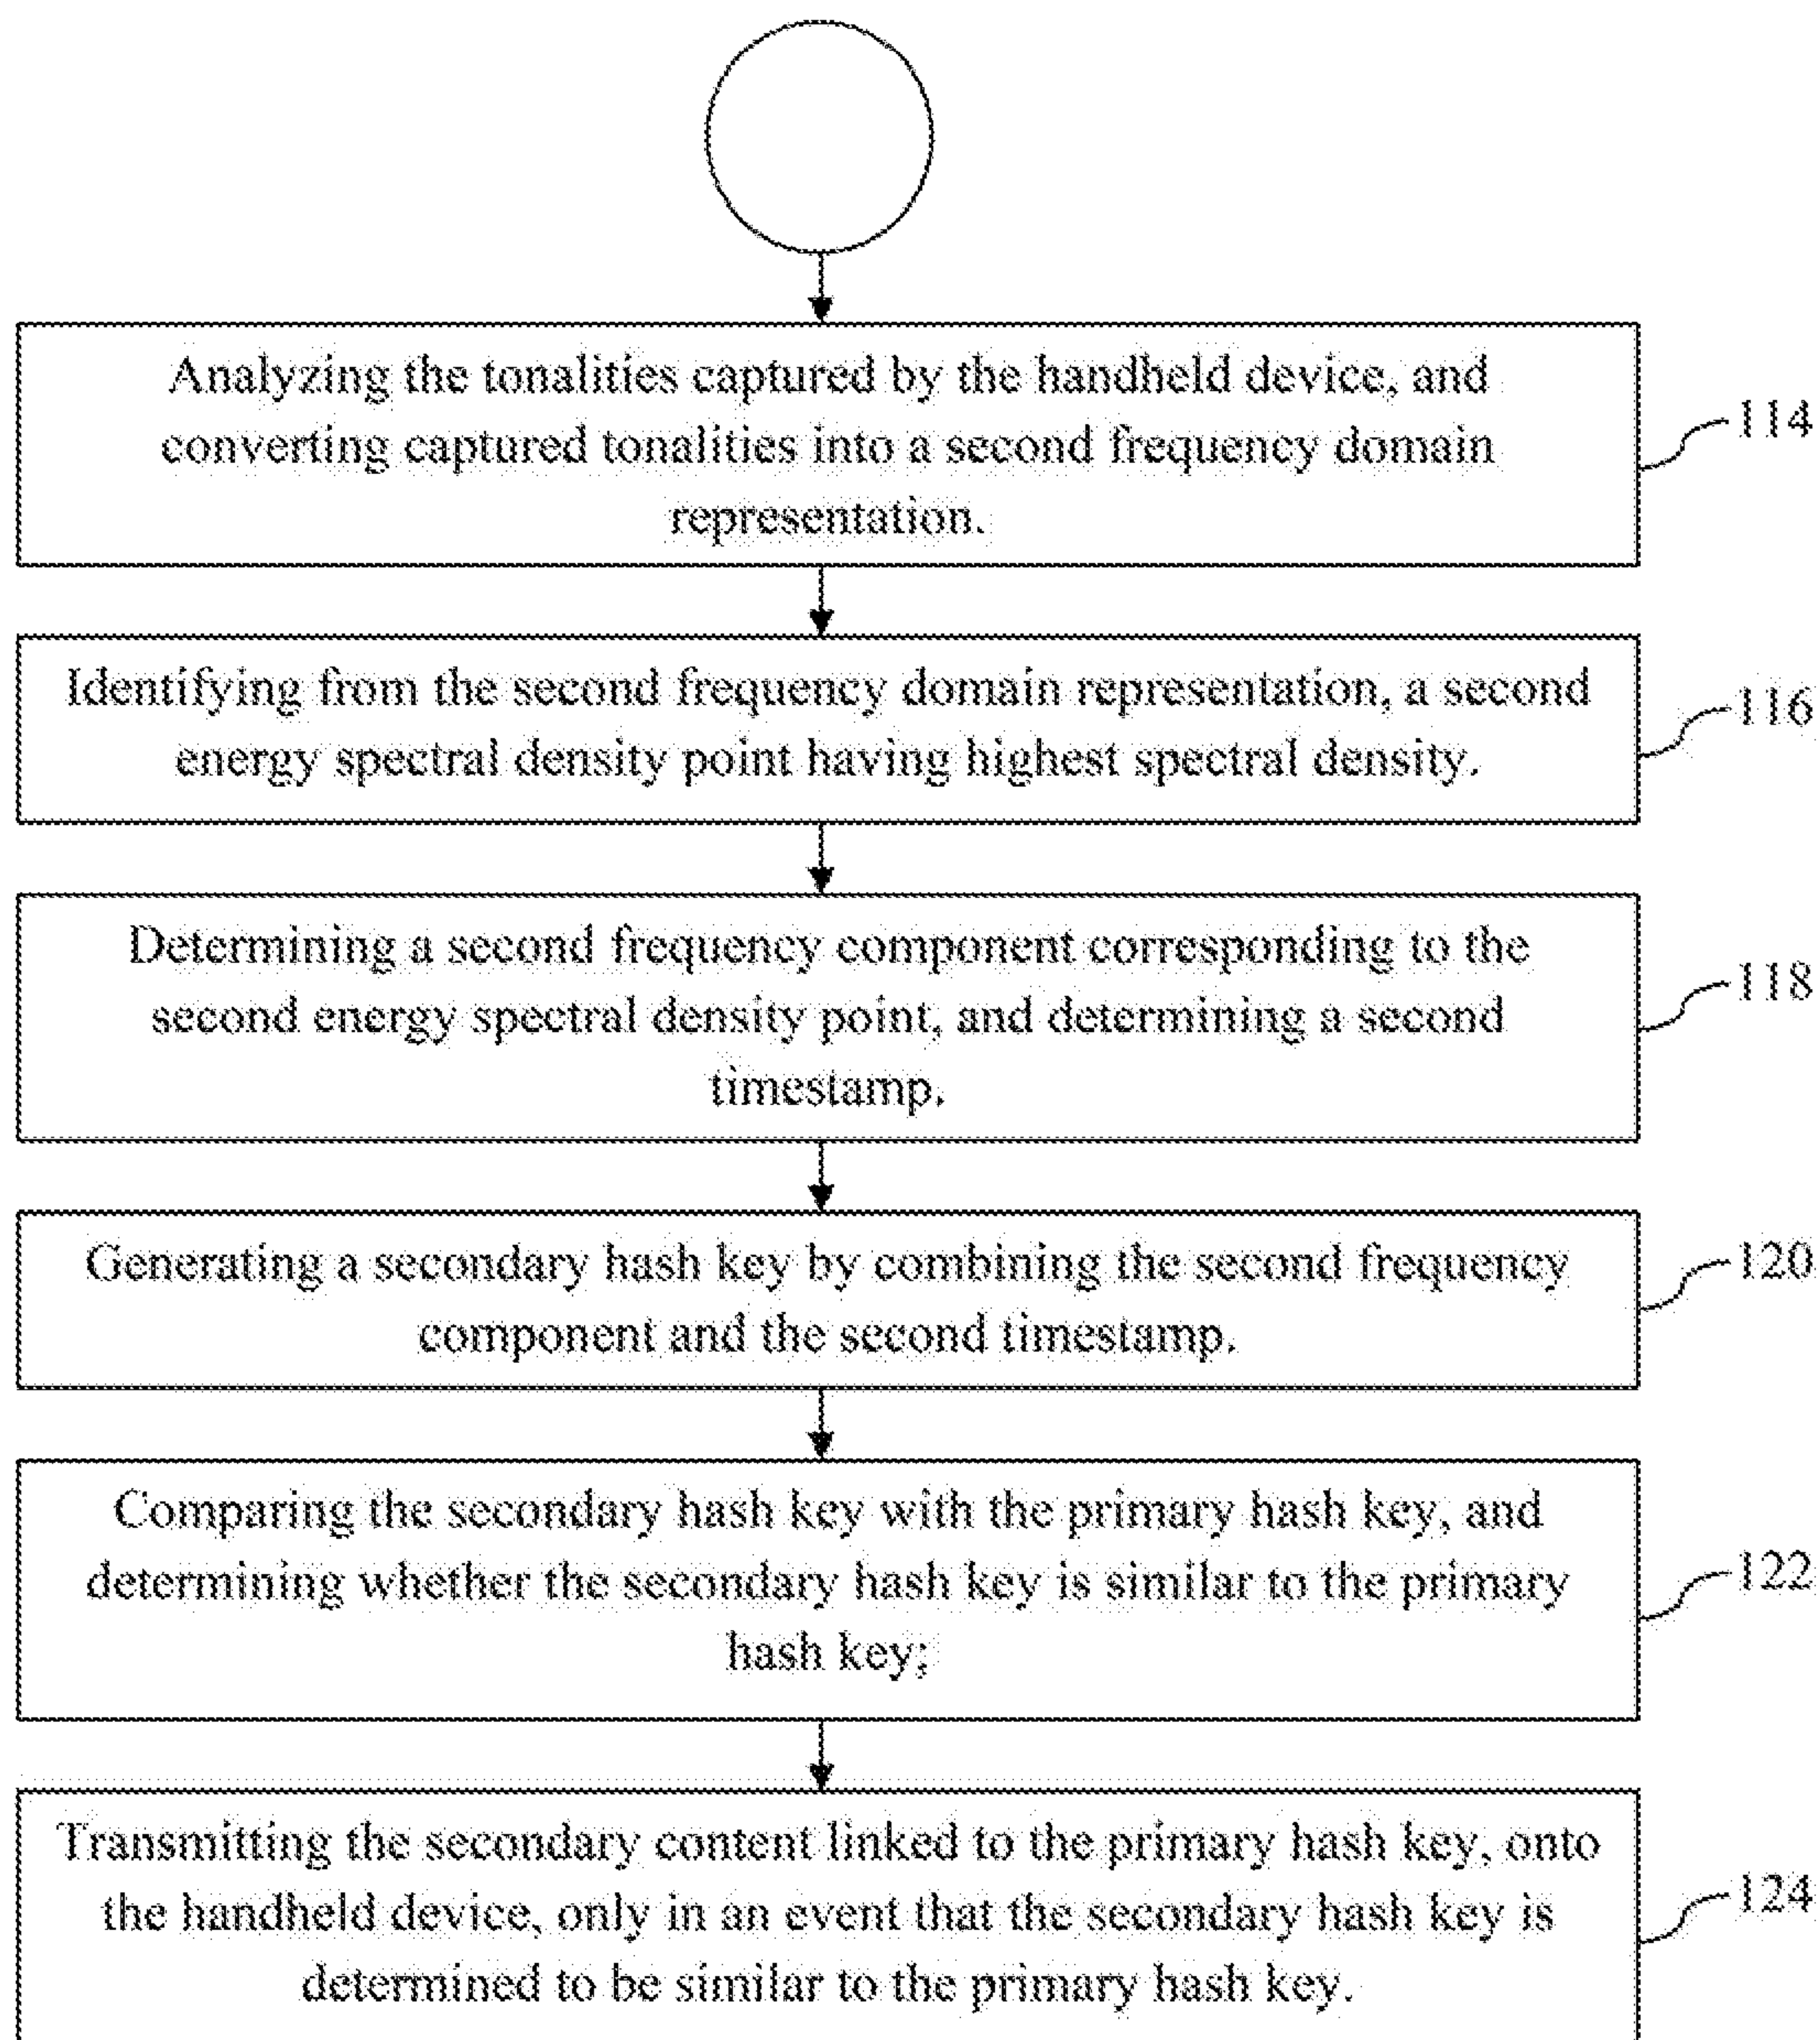 Analyzing the tonalities captured by the handheld device, and
converting captured tonalities into a second frequency domain
representation.
114
Identifying from the second frequency domain representation, a second
energy spectral density point having highest spectral density.
116
Determining a second frequency component corresponding to the
second energy spectral density point, and determining a second
timestamp.
118
Generating a secondary hash key by combining the second frequency
component and the second timestamp.
120
Comparing the secondary hash key with the primary hash key, and
determining whether the secondary hash key is similar to the primary
hash key;
122
Transmitting the secondary content linked to the primary hash key, onto
the handheld device, only in an event that the secondary hash key is
determined to be similar to the primary hash key.
124